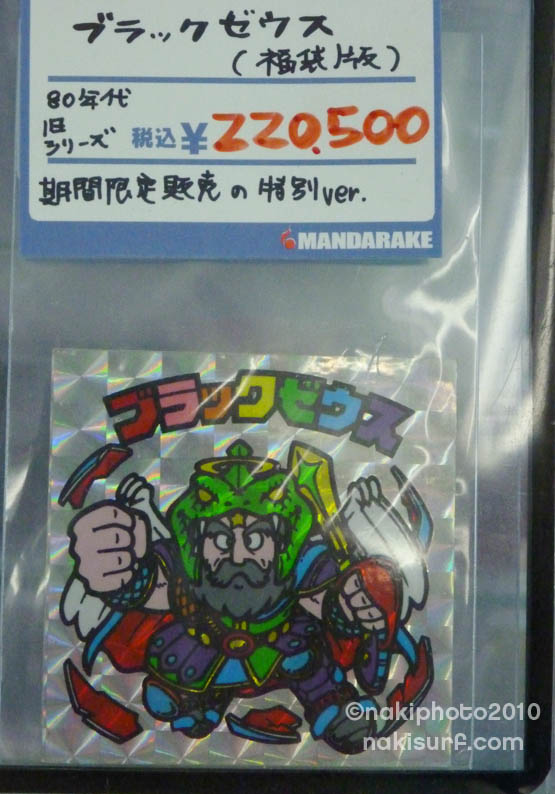 ブラックゼウス
(福袋版)
80年代
旧
シリーズ
税込¥220,500
期間限定販売の特別ver.
MANDARAKE
ブラックゼウス
©nakiphoto2010
nakisurf.com